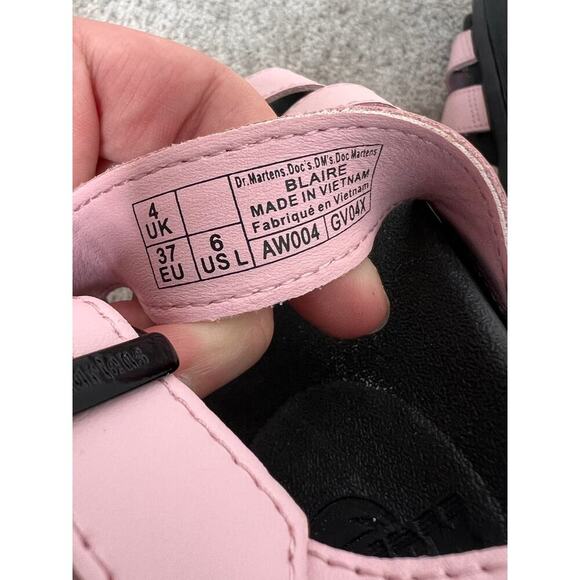 Dr.Martens.Doc's.DM's.Doc Martens
BLAIRE
MADE IN VIETNAM
Fabriqué en Vietnam
4
UK
37
EU
6
US L
AW004
GV04X